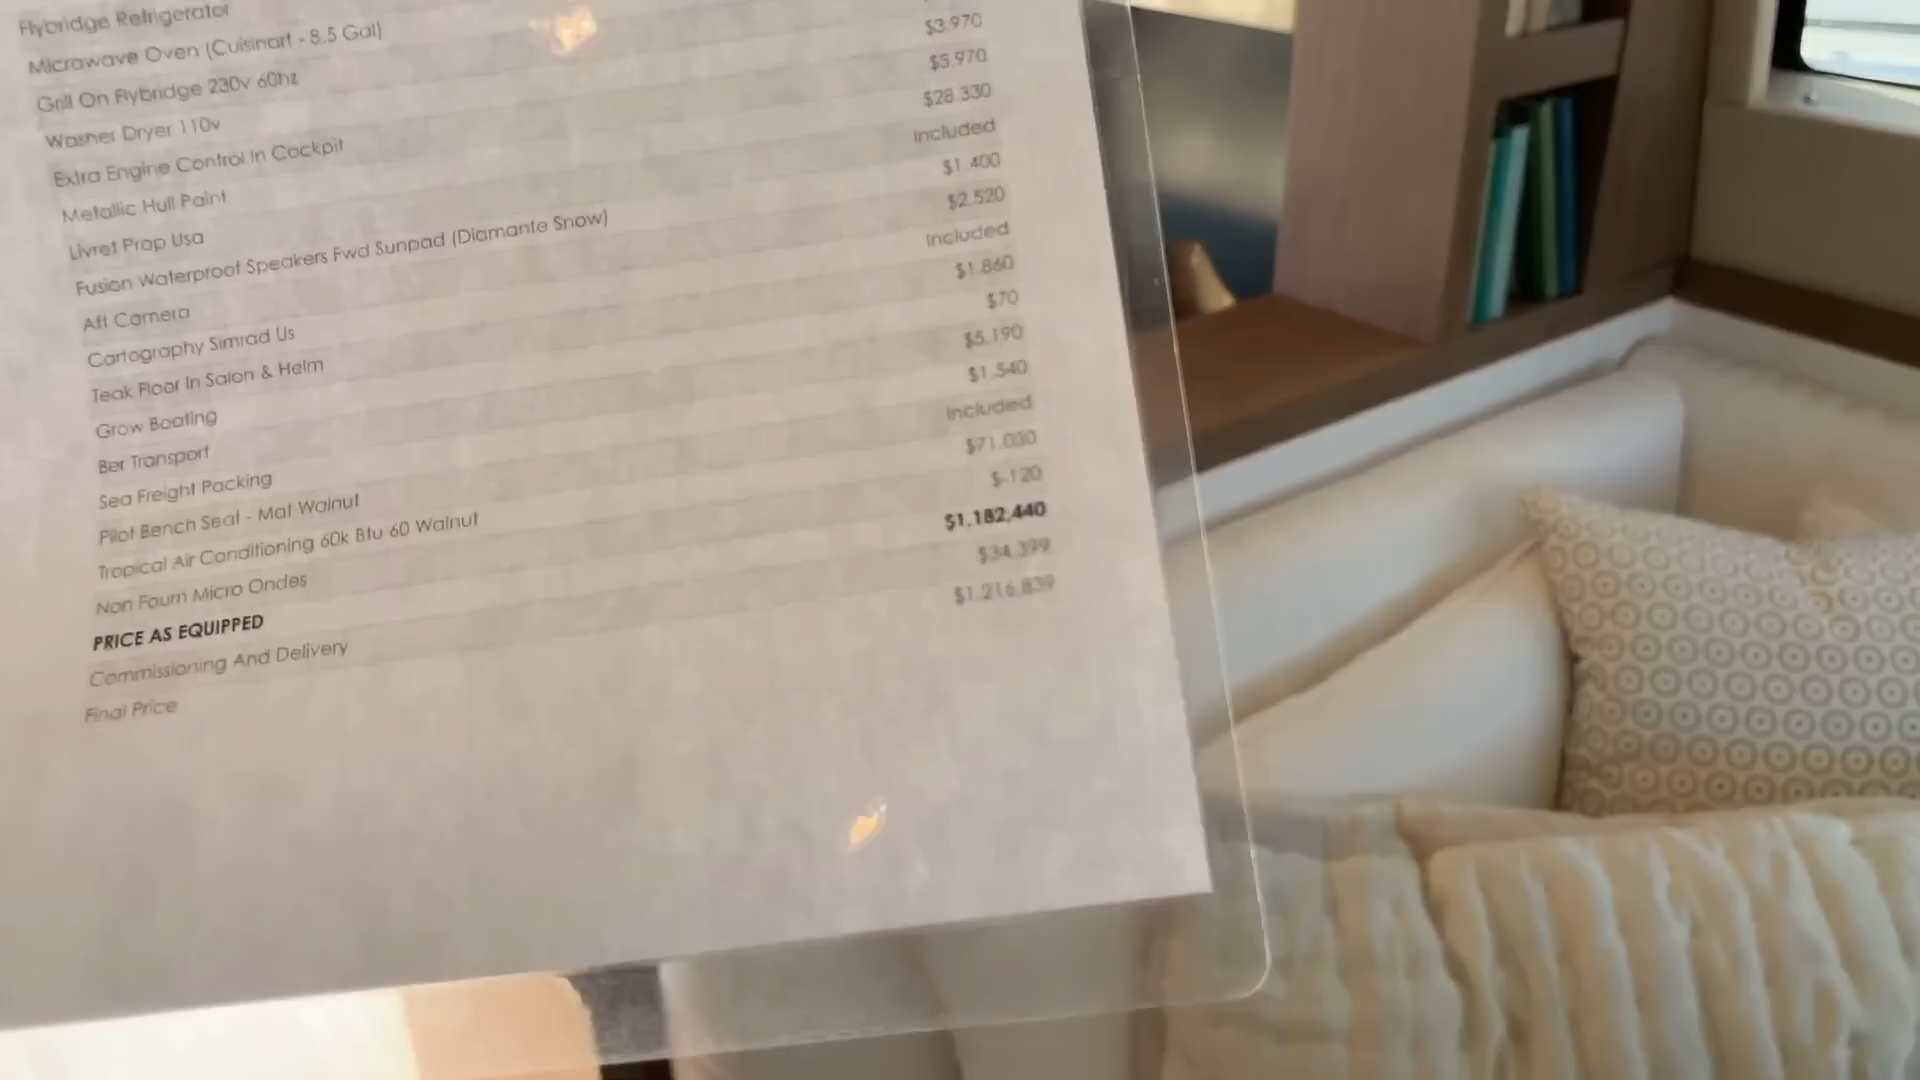 Flybridge Refrigerator
Microwave Oven (Cuisinart - 8.5 Gal)
Grill On Flybridge 230v 60hz
Washer Dryer 110v $3,970
Extra Engine Control In Cockpit $5,970
Metallic Hull Paint $28,330
Livret Prop Usa Included
Fusion Waterproof Speakers Fwd Sunpad (Diamante Snow) $1,400
Aft Camera $2,520
Cartography Simrad Us Included
Teak Floor In Salon & Helm $1,860
Grow Boating $70
Ber Transport $5,190
Sea Freight Packing $1,540
Pilot Bench Seat - Mat Walnut Included
Tropical Air Conditioning 60k Btu 60 Walnut $71,030
Non Fourn Micro Ondes $-120
PRICE AS EQUIPPED $1,182,440
Commissioning And Delivery $34,399
Final Price $1,216,839